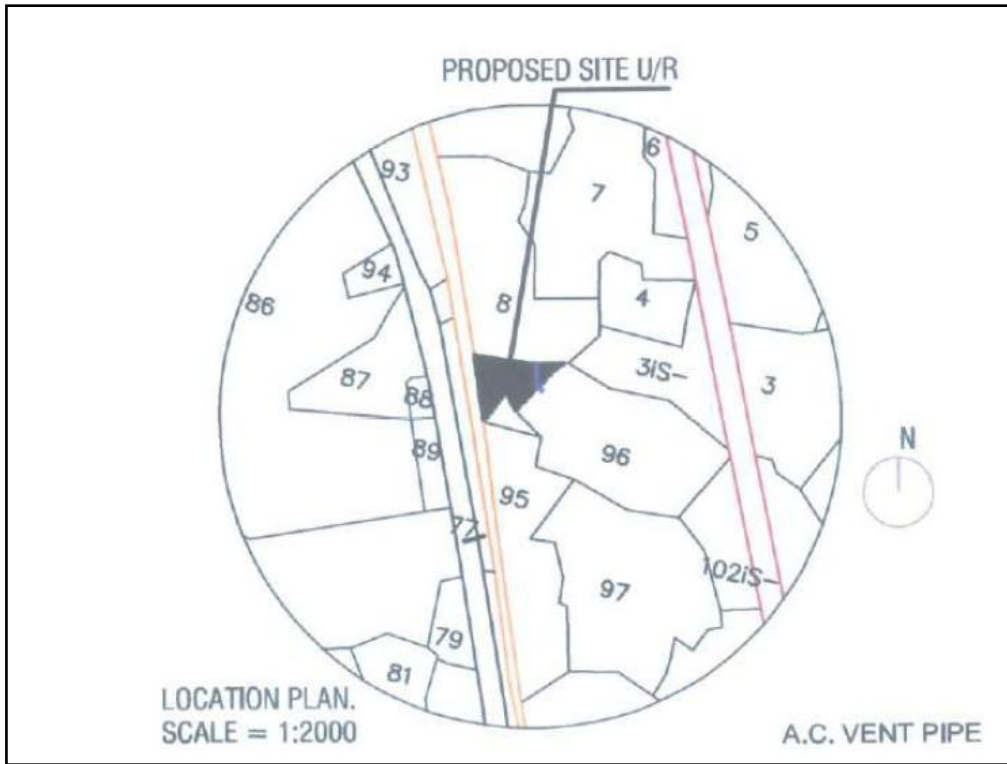 PROPOSED SITE U/R
93
6
7
5
94
86
8
4
87
3iS-
3
88
N
89
96
95
77
102iS-
97
79
81
LOCATION PLAN.
SCALE = 1:2000
A.C. VENT PIPE